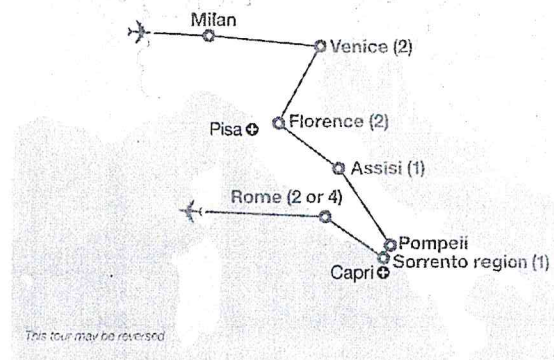 Milan
Venice (2)
Florence (2)
Pisa
Assisi (1)
Rome (2 or 4)
Pompeii
Sorrento region (1)
Capri
This tour may be reversed